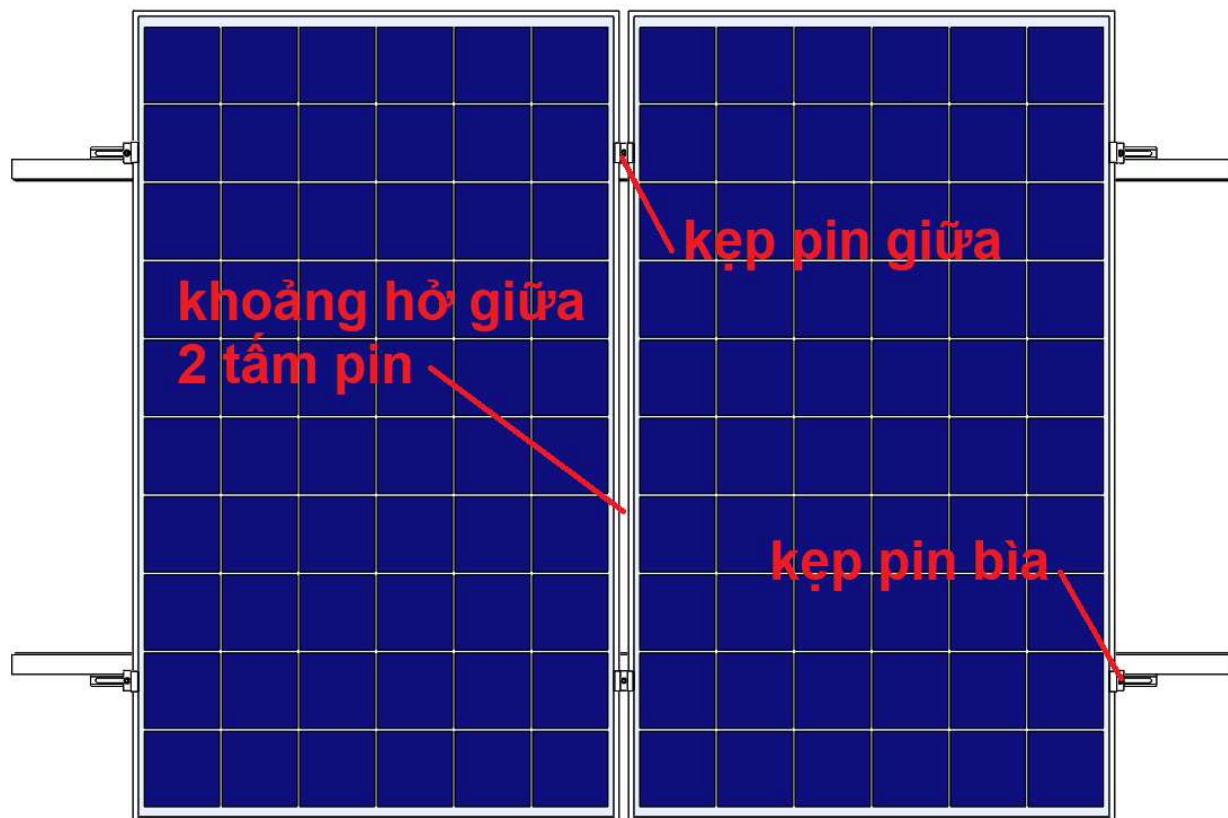 kẹp pin giữa
khoảng hở giữa
2 tấm pin
kẹp pin bìa